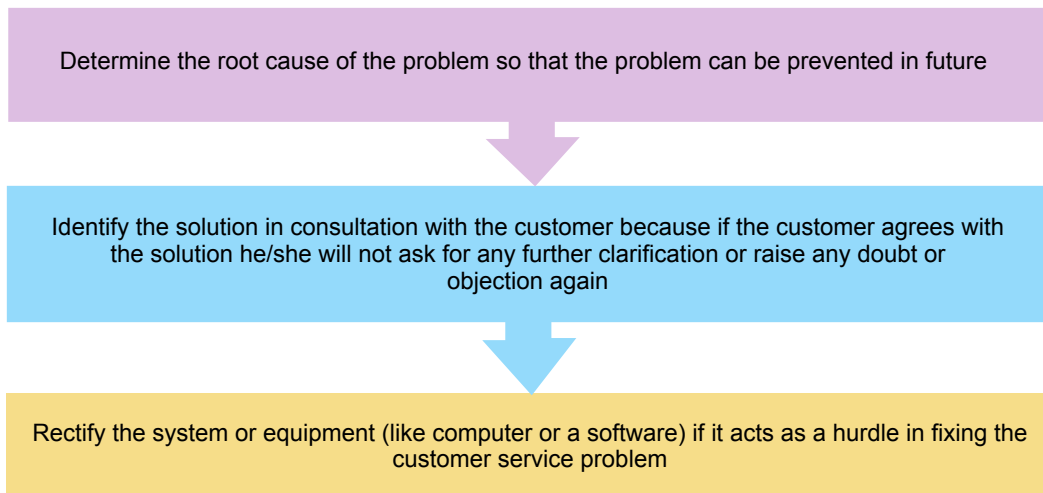 Determine the root cause of the problem so that the problem can be prevented in future
Identify the solution in consultation with the customer because if the customer agrees with
the solution he/she will not ask for any further clarification or raise any doubt or
objection again
Rectify the system or equipment (like computer or a software) if it acts as a hurdle in fixing the
customer service problem